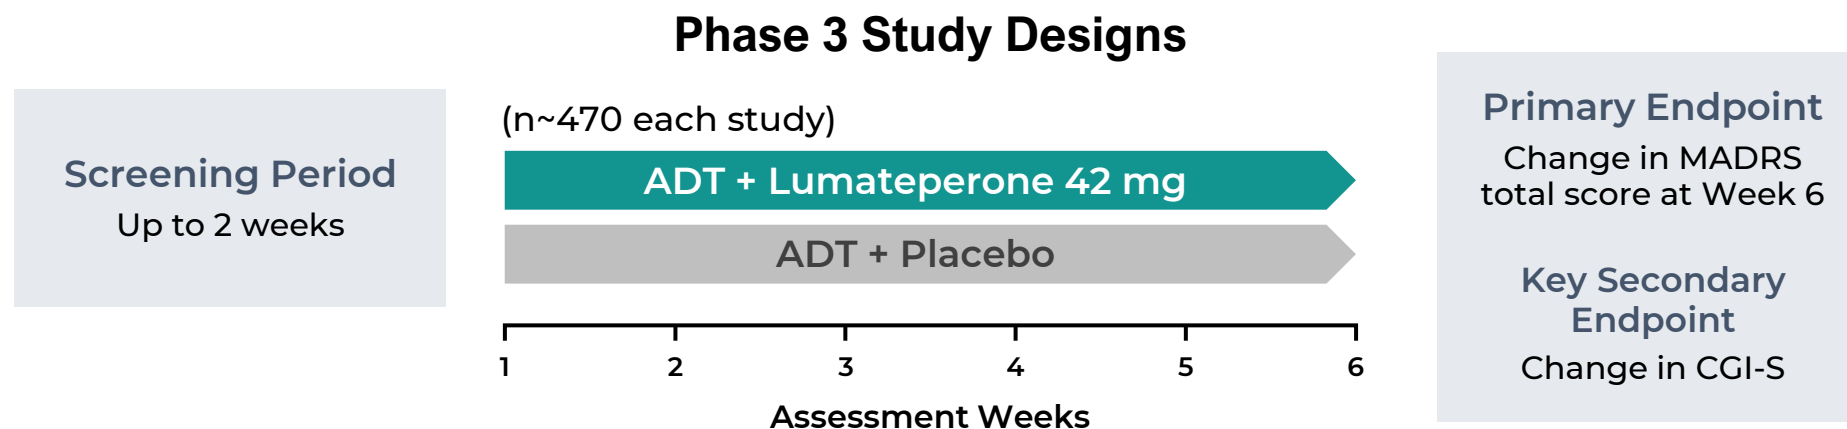 Phase 3 Study Designs
Screening Period
Up to 2 weeks
(n~470 each study)
ADT + Lumateperone 42 mg
ADT + Placebo
1 2 3 4 5 6
Assessment Weeks
Primary Endpoint
Change in MADRS
total score at Week 6
Key Secondary
Endpoint
Change in CGI-S